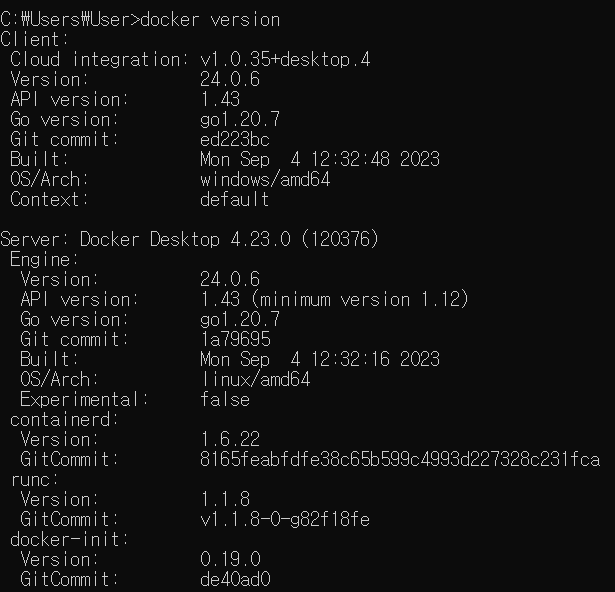 C:₩Users₩User>docker version
Client:
 Cloud integration: v1.0.35+desktop.4
 Version:           24.0.6
 API version:       1.43
 Go version:        go1.20.7
 Git commit:        ed223bc
 Built:             Mon Sep  4 12:32:48 2023
 OS/Arch:           windows/amd64
 Context:           default

Server: Docker Desktop 4.23.0 (120376)
 Engine:
  Version:          24.0.6
  API version:      1.43 (minimum version 1.12)
  Go version:       go1.20.7
  Git commit:       1a79695
  Built:            Mon Sep  4 12:32:16 2023
  OS/Arch:          linux/amd64
  Experimental:     false
 containerd:
  Version:          1.6.22
  GitCommit:        8165feabfdfe38c65b599c4993d227328c231fca
 runc:
  Version:          1.1.8
  GitCommit:        v1.1.8-0-g82f18fe
 docker-init:
  Version:          0.19.0
  GitCommit:        de40ad0